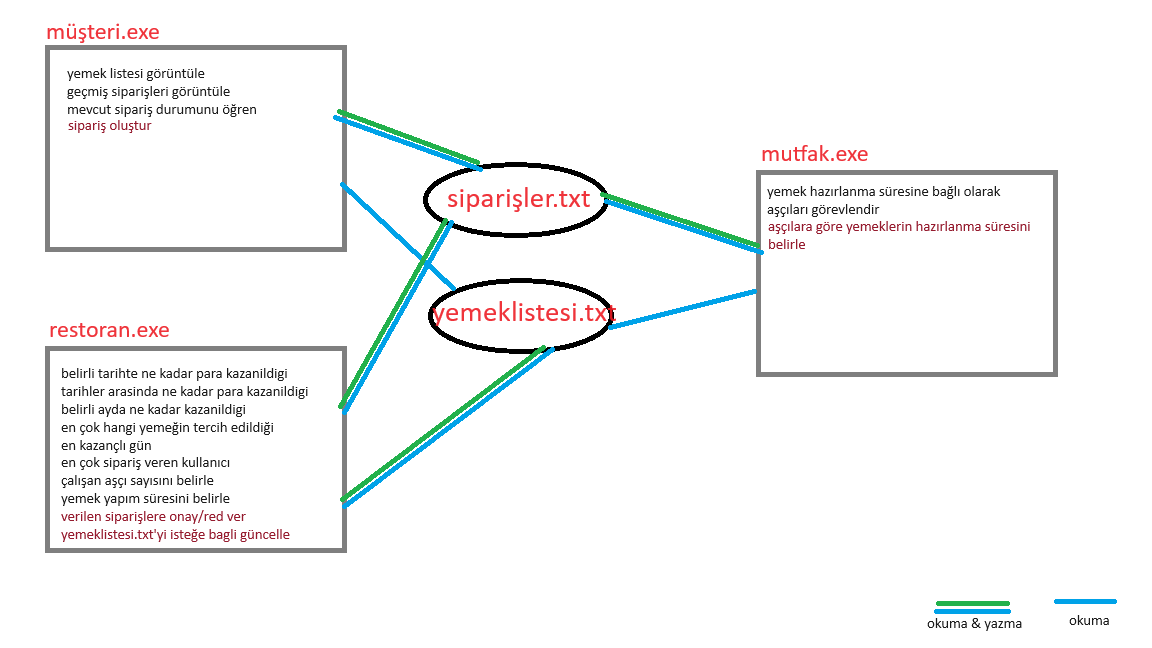 müşteri.exe
yemek listesi görüntüle
geçmiş siparişleri görüntüle
mevcut sipariş durumunu öğren
sipariş oluştur
siparişler.txt
yemeklistesi.txt
mutfak.exe
yemek hazırlanma süresine bağlı olarak
aşçıları görevlendir
aşçılara göre yemeklerin hazırlanma süresini
belirle
restoran.exe
belirli tarihte ne kadar para kazanildigi
tarihler arasinda ne kadar para kazanildigi
belirli ayda ne kadar kazanildigi
en çok hangi yemeğin tercih edildiği
en kazançlı gün
en çok sipariş veren kullanıcı
çalışan aşçı sayısını belirle
yemek yapım süresini belirle
verilen siparişlere onay/red ver
yemeklistesi.txt'yi isteğe bagli güncelle
okuma & yazma
okuma